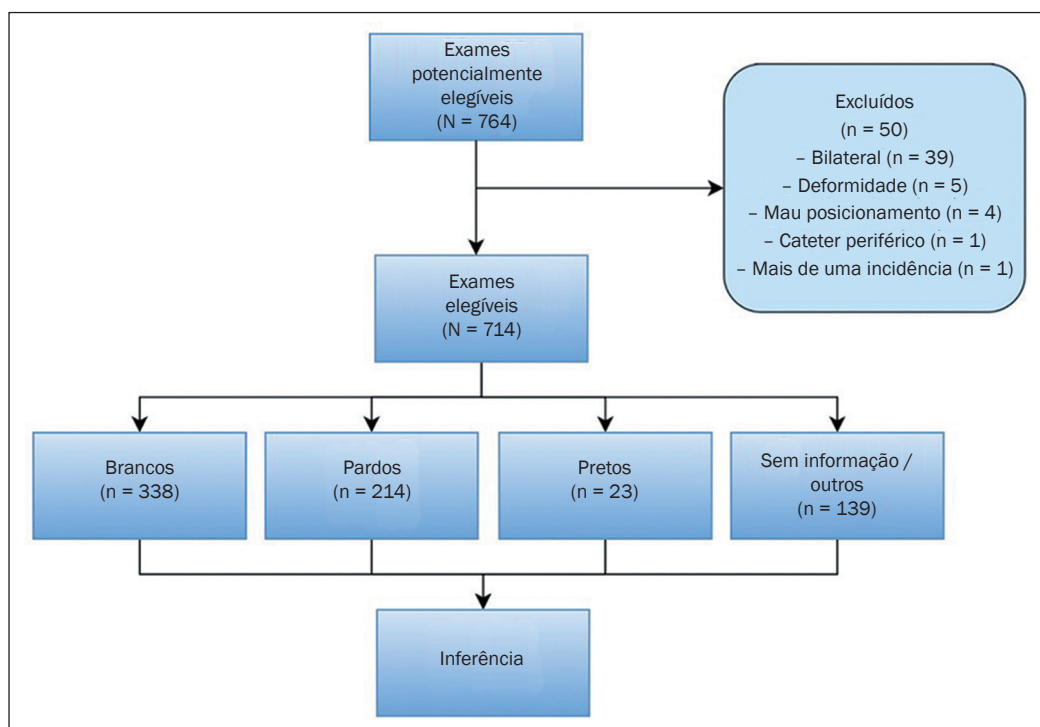 Exames
potencialmente
elegíveis
(N = 764)
Excluídos
(n = 50)
– Bilateral (n = 39)
– Deformidade (n = 5)
– Mau posicionamento (n = 4)
– Cateter periférico (n = 1)
– Mais de uma incidência (n = 1)
Exames
elegíveis
(N = 714)
Brancos
(n = 338)
Pardos
(n = 214)
Pretos
(n = 23)
Sem informação /
outros
(n = 139)
Inferência